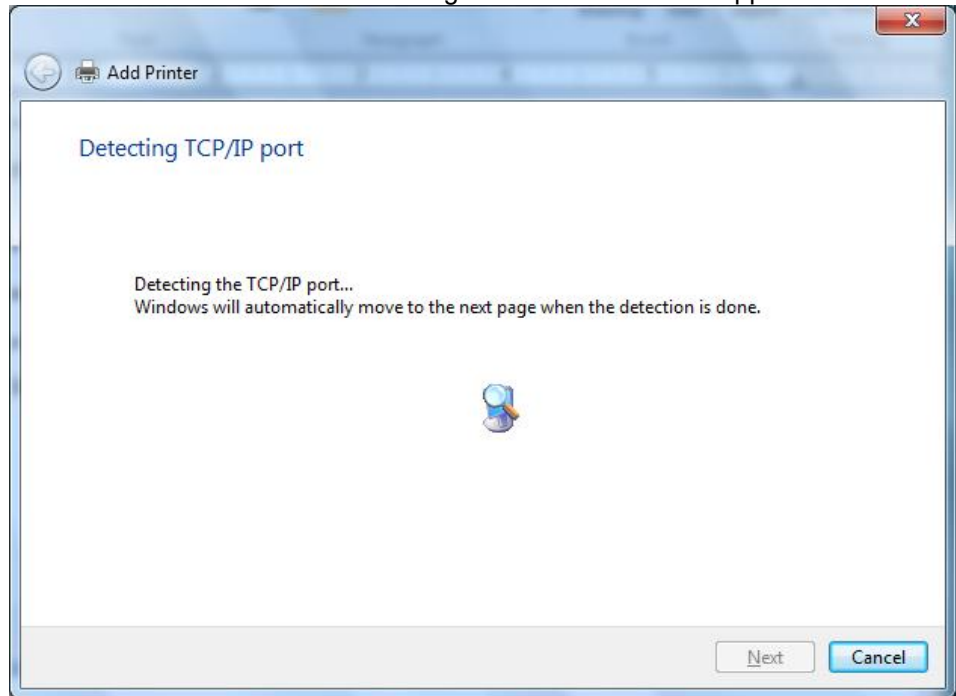 Add Printer
Detecting TCP/IP port
Detecting the TCP/IP port...
Windows will automatically move to the next page when the detection is done.
Next
Cancel